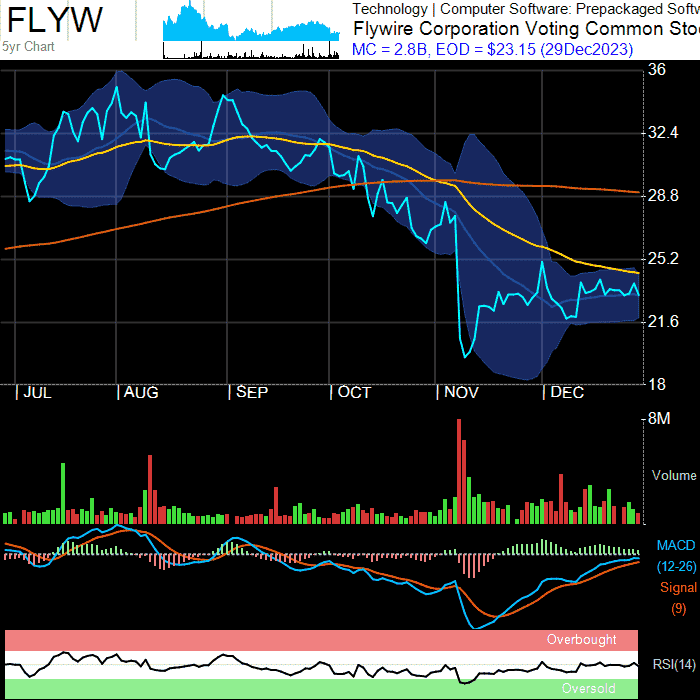 FLYW
5yr Chart
Technology | Computer Software: Prepackaged Softw
Flywire Corporation Voting Common Sto
MC = 2.8B, EOD = $23.15 (29Dec2023)
36
32.4
28.8
25.2
21.6
18
| JUL | AUG | SEP | OCT | NOV | DEC
8M
Volume
MACD
(12-26)
Signal
(9)
Overbought
RSI(14)
Oversold